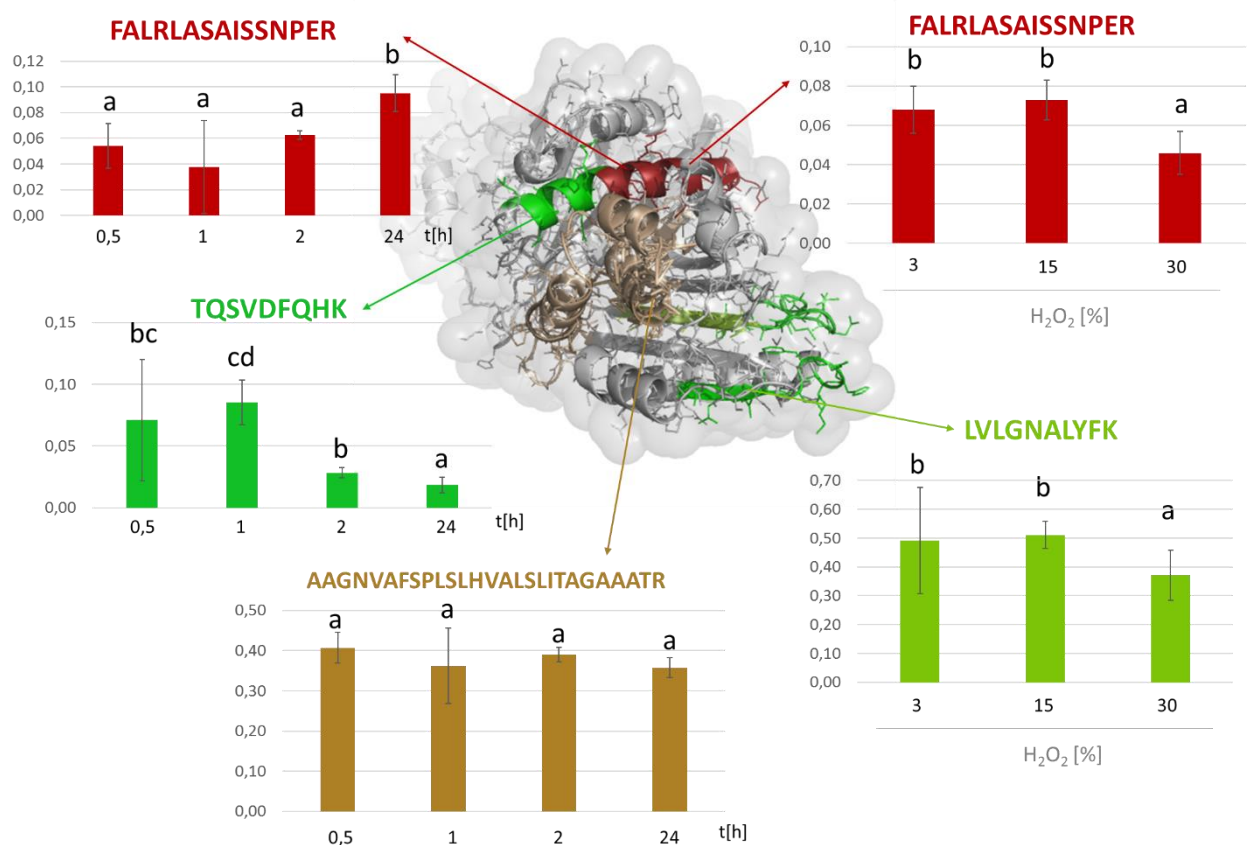 FALRLASAISSNPER
0,12
0,10
0,08
0,06
0,04
0,02
0,00
a
a
a
b
0,5
1
2
24
t[h]
FALRLASAISSNPER
0,10
0,08
0,06
0,04
0,02
0,00
b
b
a
3
15
30
H₂O₂ [%]
TQSVDFQHK
0,15
0,10
0,05
0,00
bc
cd
b
a
0,5
1
2
24
t[h]
LVLGNALYFK
0,70
0,60
0,50
0,40
0,30
0,20
0,10
0,00
b
b
a
3
15
30
H₂O₂ [%]
AAGNVAFSPLSLHVALSLITAGAAATR
0,50
0,40
0,30
0,20
0,10
0,00
a
a
a
a
0,5
1
2
24
t[h]